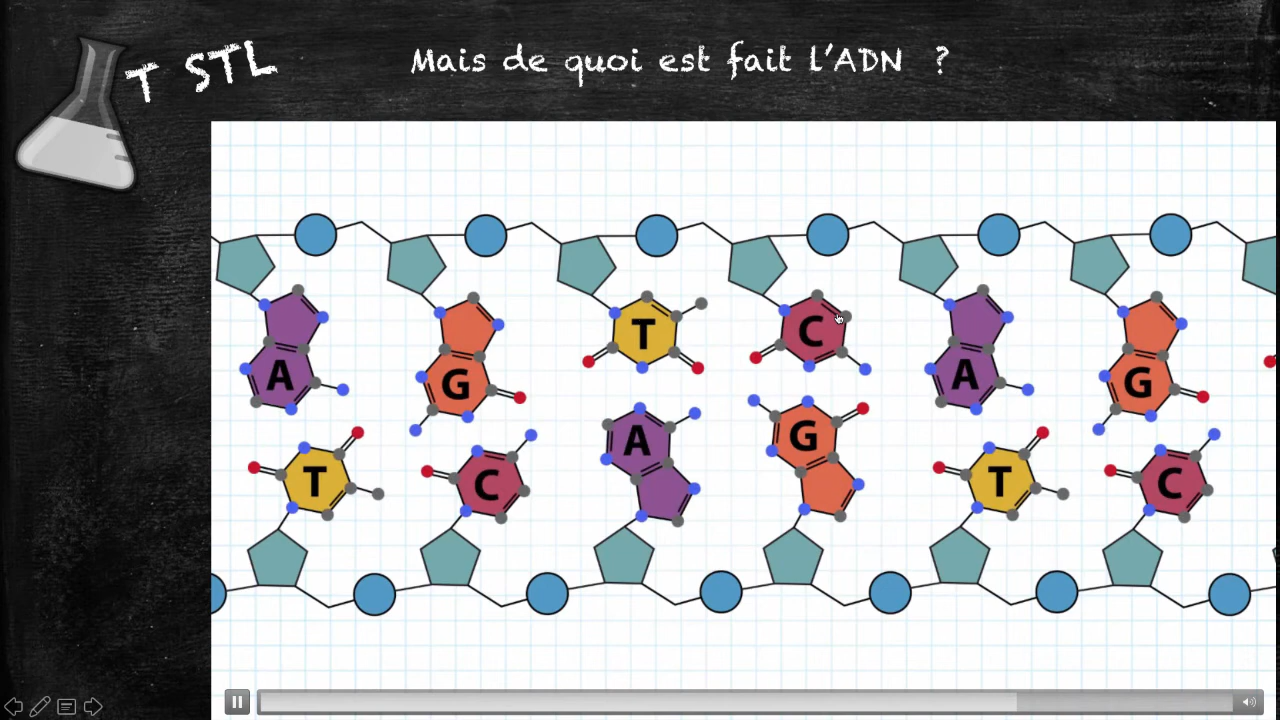 T STL
Mais de quoi est fait l'ADN ?
A G T C A G
T C A G T C